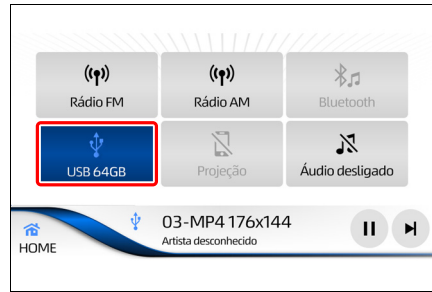 Rádio FM
Rádio AM
Bluetooth
USB 64GB
Projeção
Áudio desligado
03-MP4 176x144
Artista desconhecido
HOME